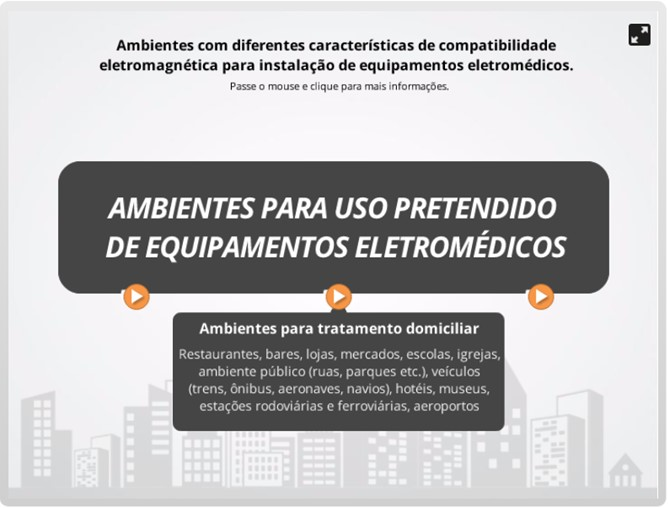 Ambientes com diferentes características de compatibilidade
eletromagnética para instalação de equipamentos eletromédicos.
Passe o mouse e clique para mais informações.
AMBIENTES PARA USO PRETENDIDO
DE EQUIPAMENTOS ELETROMÉDICOS
Ambientes para tratamento domiciliar
Restaurantes, bares, lojas, mercados, escolas, igrejas,
ambiente público (ruas, parques etc.), veículos
(trens, ônibus, aeronaves, navios), hotéis, museus,
estações rodoviárias e ferroviárias, aeroportos